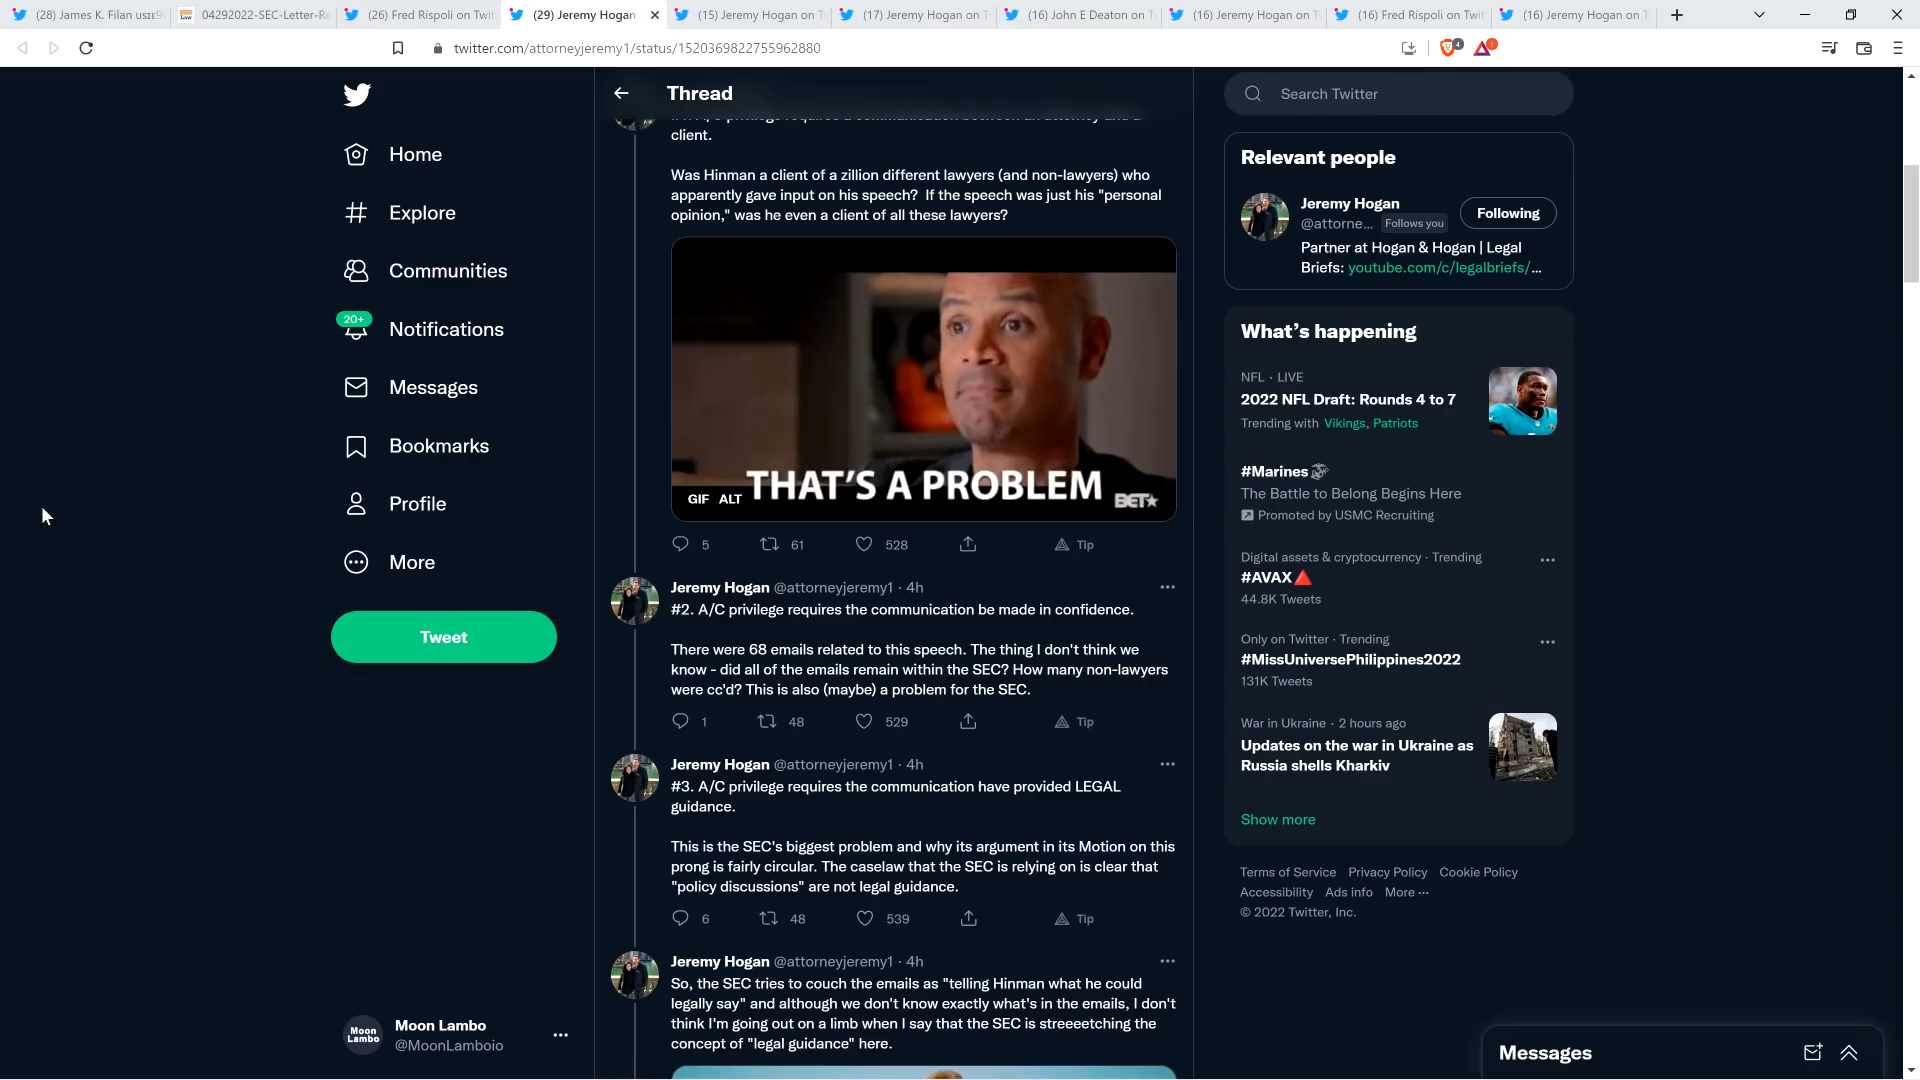 (28) James K. Filan
04292022-SEC-Letter-Re
(26) Fred Rispoli on Twit
(29) Jeremy Hogan
(15) Jeremy Hogan on T
(17) Jeremy Hogan on T
(16) John E Deaton on T
(16) Jeremy Hogan on T
(16) Fred Rispoli on Twit
(16) Jeremy Hogan on T
twitter.com/attorneyjeremy1/status/1520369822755962880
4
1
Home
Explore
Communities
20+
Notifications
Messages
Bookmarks
Profile
More
Tweet
Moon Lambo
Moon Lambo
@MoonLamboio
Thread
client.
Was Hinman a client of a zillion different lawyers (and non-lawyers) who
apparently gave input on his speech? If the speech was just his "personal
opinion," was he even a client of all these lawyers?
THAT'S A PROBLEM
GIF ALT
BET★
5 61 528 Tip
Jeremy Hogan @attorneyjeremy1 · 4h
#2. A/C privilege requires the communication be made in confidence.
There were 68 emails related to this speech. The thing I don't think we
know - did all of the emails remain within the SEC? How many non-lawyers
were cc'd? This is also (maybe) a problem for the SEC.
1 48 529 Tip
Jeremy Hogan @attorneyjeremy1 · 4h
#3. A/C privilege requires the communication have provided LEGAL
guidance.
This is the SEC's biggest problem and why its argument in its Motion on this
prong is fairly circular. The caselaw that the SEC is relying on is clear that
"policy discussions" are not legal guidance.
6 48 539 Tip
Jeremy Hogan @attorneyjeremy1 · 4h
So, the SEC tries to couch the emails as "telling Hinman what he could
legally say" and although we don't know exactly what's in the emails, I don't
think I'm going out on a limb when I say that the SEC is streeeetching the
concept of "legal guidance" here.
Search Twitter
Relevant people
Jeremy Hogan
@attorne... Follows you
Following
Partner at Hogan & Hogan | Legal
Briefs: youtube.com/c/legalbriefs/...
What's happening
NFL · LIVE
2022 NFL Draft: Rounds 4 to 7
Trending with Vikings, Patriots
#Marines
The Battle to Belong Begins Here
Promoted by USMC Recruiting
Digital assets & cryptocurrency · Trending
#AVAX
44.8K Tweets
Only on Twitter · Trending
#MissUniversePhilippines2022
131K Tweets
War in Ukraine · 2 hours ago
Updates on the war in Ukraine as
Russia shells Kharkiv
Show more
Terms of Service Privacy Policy Cookie Policy
Accessibility Ads info More ···
© 2022 Twitter, Inc.
Messages